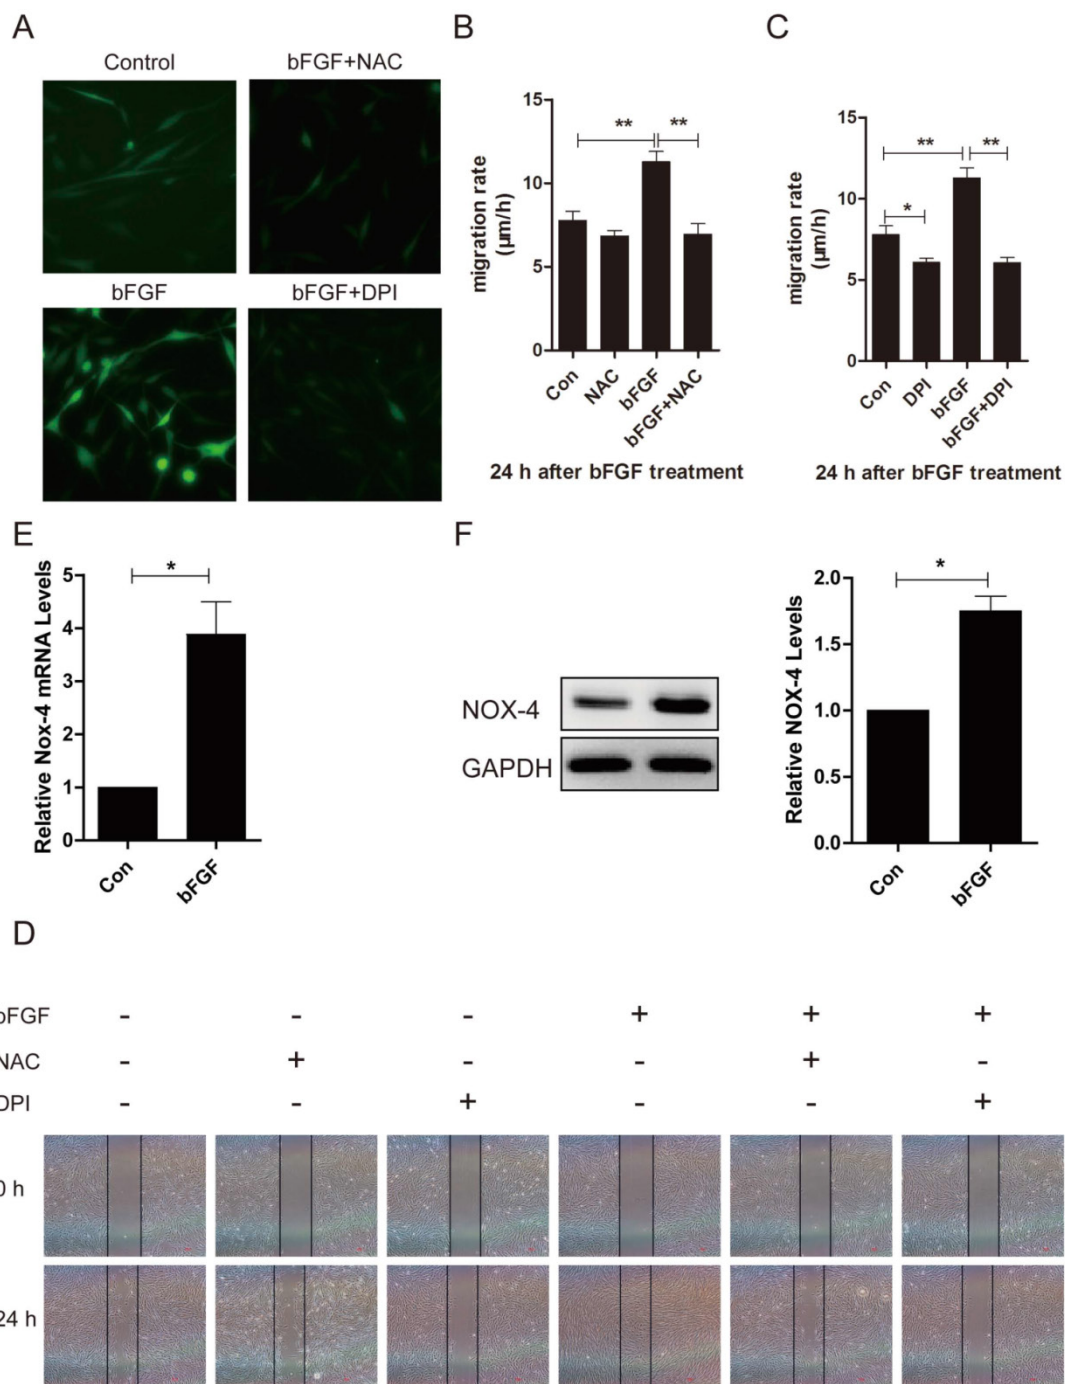 A
Control
bFGF+NAC
bFGF
bFGF+DPI
B
migration rate
(μm/h)
15
10
5
0
**
**
Con
NAC
bFGF
bFGF+NAC
24 h after bFGF treatment
C
migration rate
(μm/h)
15
10
5
0
**
**
*
Con
DPI
bFGF
bFGF+DPI
24 h after bFGF treatment
E
Relative Nox-4 mRNA Levels
5
4
3
2
1
0
*
Con
bFGF
F
NOX-4
GAPDH
Relative NOX-4 Levels
2.0
1.5
1.0
0.5
0.0
*
Con
bFGF
D
bFGF - - - + + +
NAC - + - - + -
DPI - - + - - +
0 h
24 h